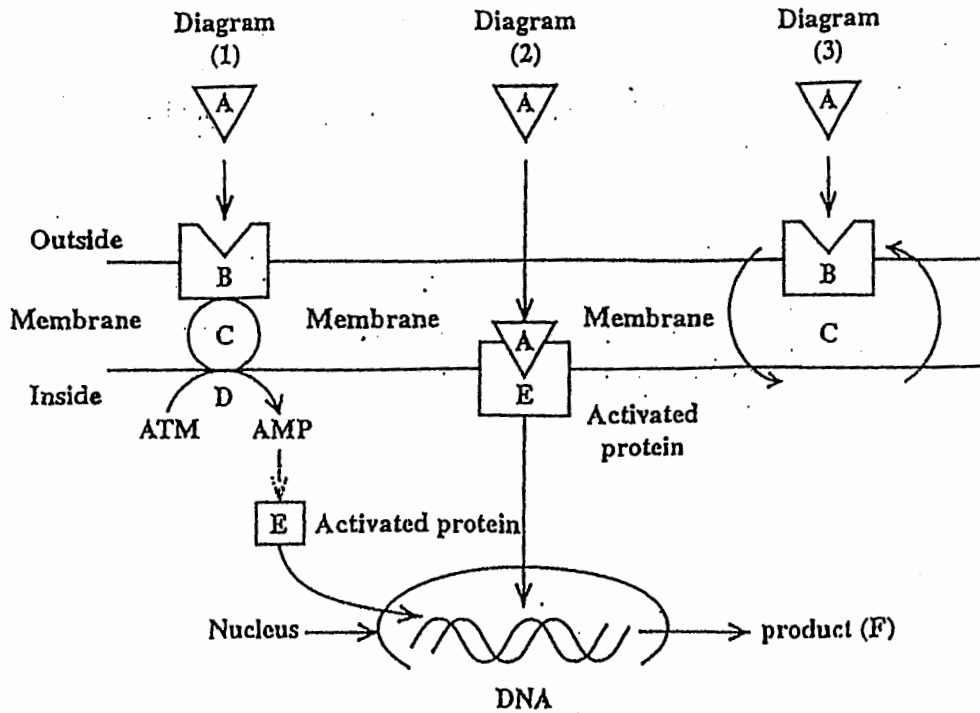 Diagram
(1)
Diagram
(2)
Diagram
(3)
A
A
A
Outside
B
B
Membrane
C
Membrane
A
Membrane
C
Inside
D
E
ATM
AMP
Activated
protein
E
Activated protein
Nucleus
product (F)
DNA